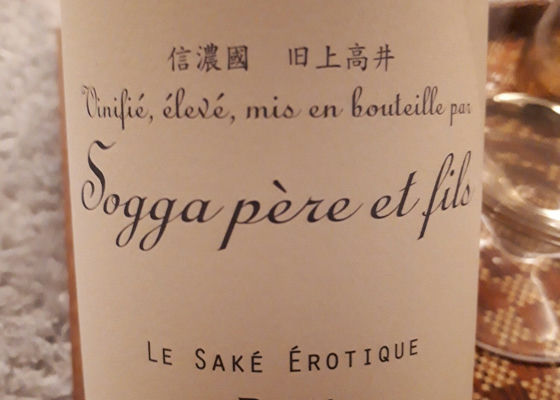 信濃國 旧上高井
Vinifié, élevé, mis en bouteille par
Sogga père et fils
LE SAKÉ ÉROTIQUE